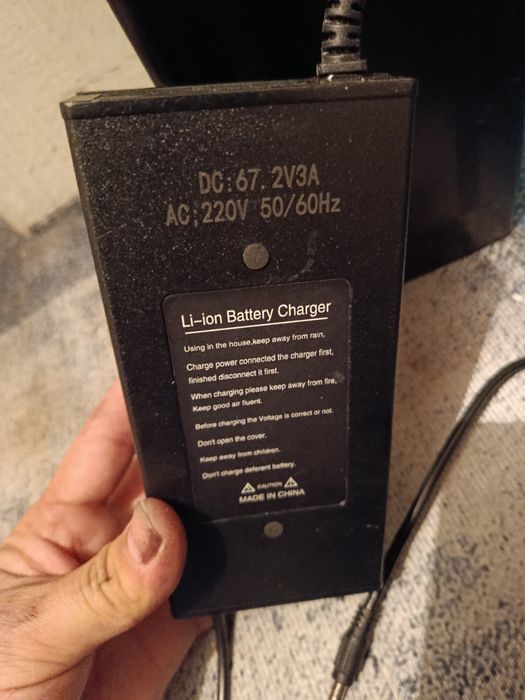 DC:67.2V3A
AC;220V 50/60Hz
Li-ion Battery Charger
Using in the house,keep away from rain.
Charge power connected the charger first,
finished disconnect it first.
When charging please keep away from fire,
Keep good air fluent.
Before charging the Voltage is correct or not.
Don't open the cover.
Keep away from children.
Don't charge deferent battery.
CAUTION
MADE IN CHINA